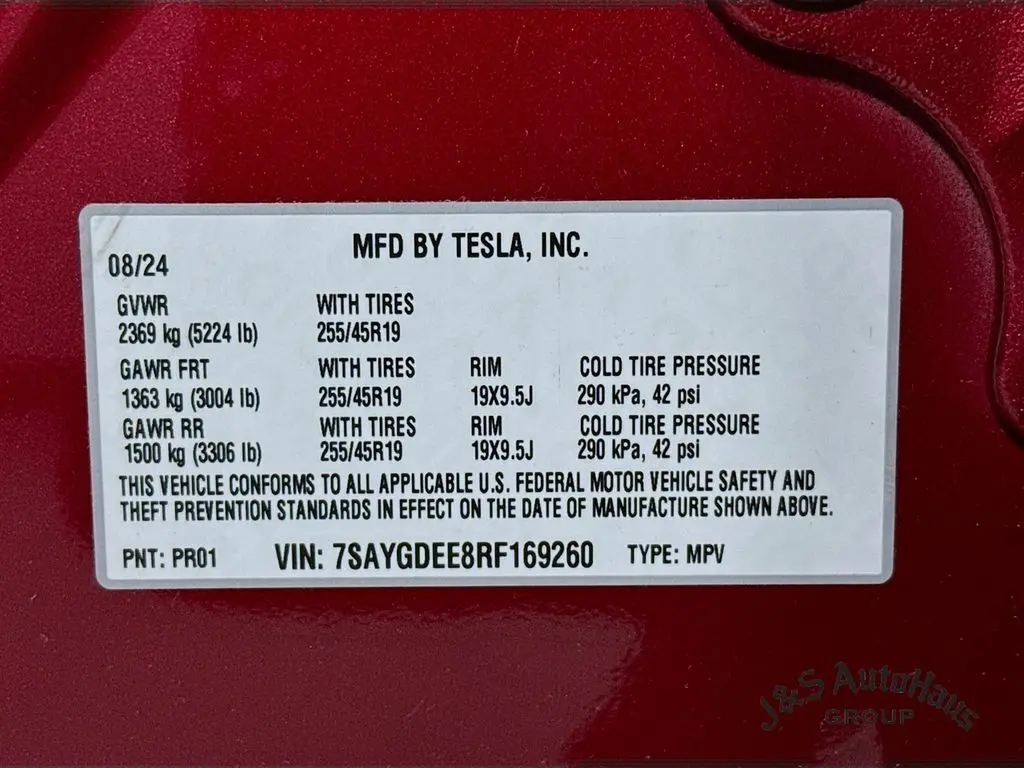 MFD BY TESLA, INC.
08/24
GVWR WITH TIRES
2369 kg (5224 lb) 255/45R19
GAWR FRT WITH TIRES RIM COLD TIRE PRESSURE
1363 kg (3004 lb) 255/45R19 19X9.5J 290 kPa, 42 psi
GAWR RR WITH TIRES RIM COLD TIRE PRESSURE
1500 kg (3306 lb) 255/45R19 19X9.5J 290 kPa, 42 psi
THIS VEHICLE CONFORMS TO ALL APPLICABLE U.S. FEDERAL MOTOR VEHICLE SAFETY AND
THEFT PREVENTION STANDARDS IN EFFECT ON THE DATE OF MANUFACTURE SHOWN ABOVE.
PNT: PR01 VIN: 7SAYGDEE8RF169260 TYPE: MPV
J&S AutoHaus
GROUP